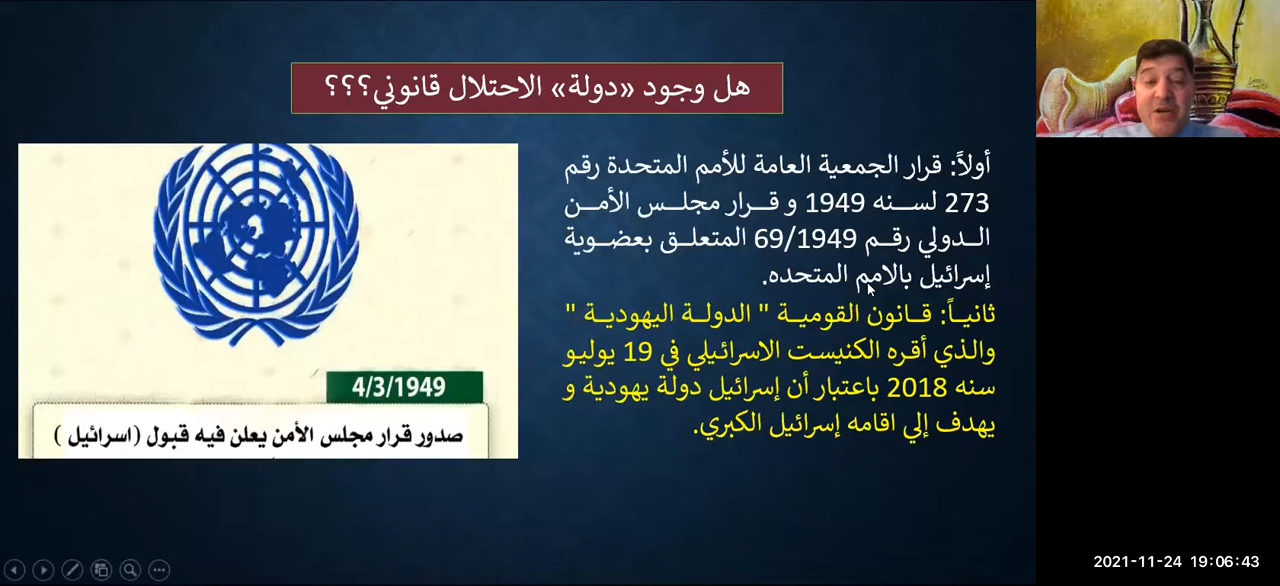 هل وجود «دولة» الاحتلال قانوني؟؟؟
أولاً: قرار الجمعية العامة للأمم المتحدة رقم
273 لسنه 1949 و قرار مجلس الأمن
الدولي رقم 69/1949 المتعلق بعضوية
إسرائيل بالامم المتحده.
ثانياً: قانون القومية " الدولة اليهودية "
والذي أقره الكنيست الاسرائيلي في 19 يوليو
سنه 2018 باعتبار أن إسرائيل دولة يهودية و
يهدف إلي اقامه إسرائيل الكبري.
4/3/1949
صدور قرار مجلس الأمن يعلن فيه قبول (اسرائيل )
2021-11-24 19:06:43